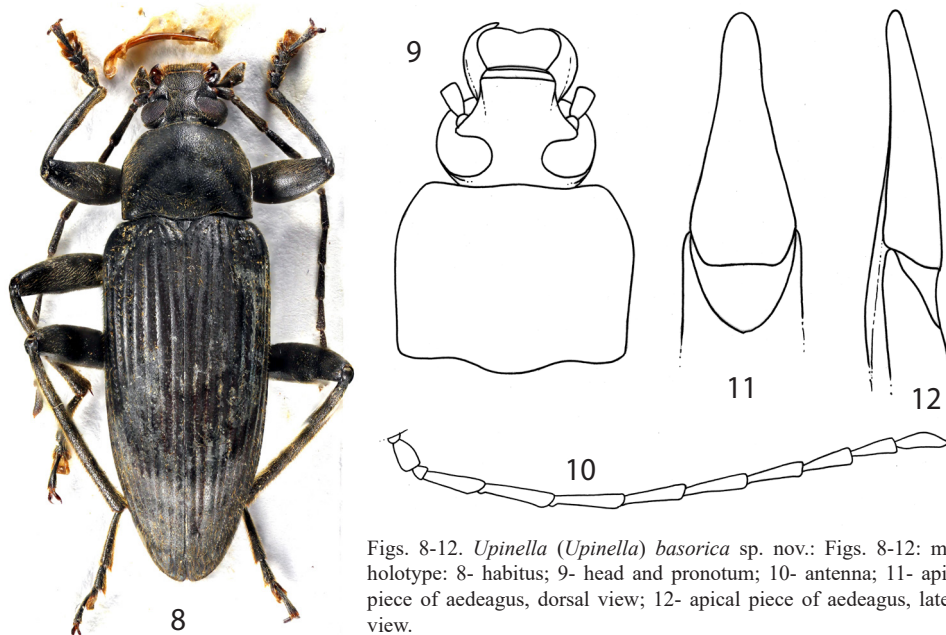 9
11
12
10
8
Figs. 8-12. Upinella (Upinella) basorica sp. nov.: Figs. 8-12: m
holotype: 8- habitus; 9- head and pronotum; 10- antenna; 11- api
piece of aedeagus, dorsal view; 12- apical piece of aedeagus, late
view.